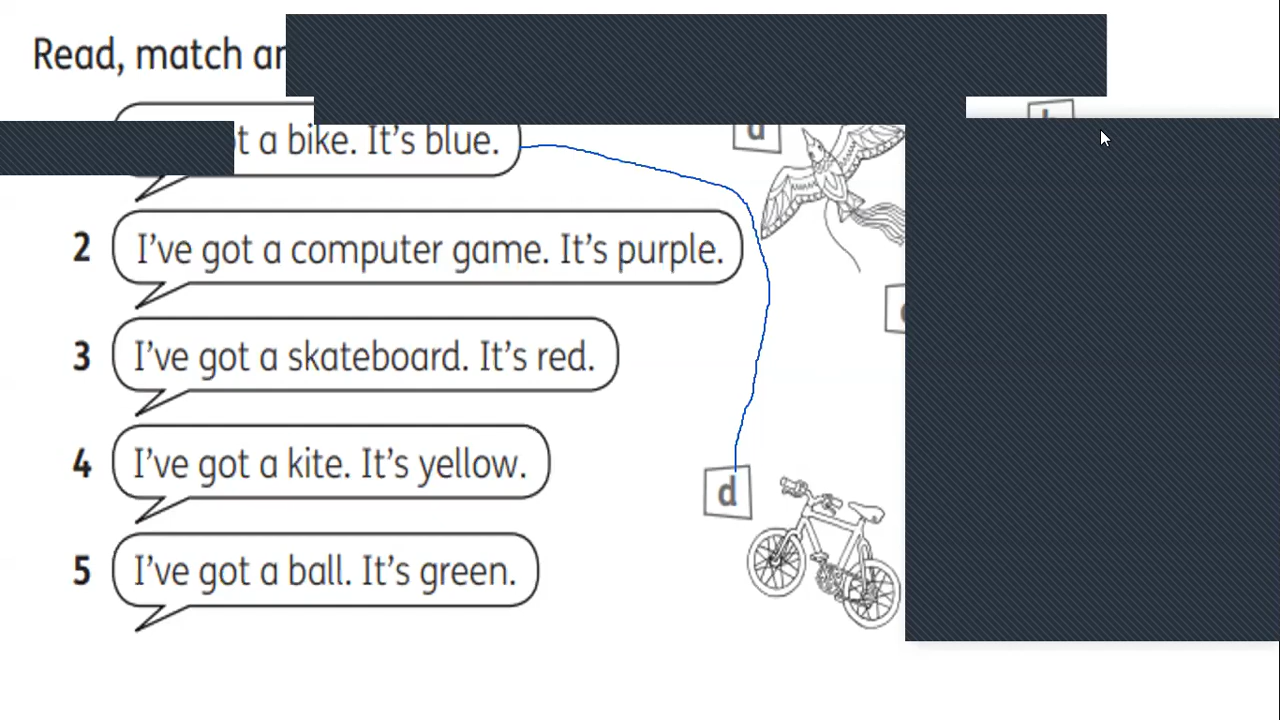 Read, match
a bike. It's blue.
2 I've got a computer game. It's purple.
3 I've got a skateboard. It's red.
4 I've got a kite. It's yellow.
d
5 I've got a ball. It's green.